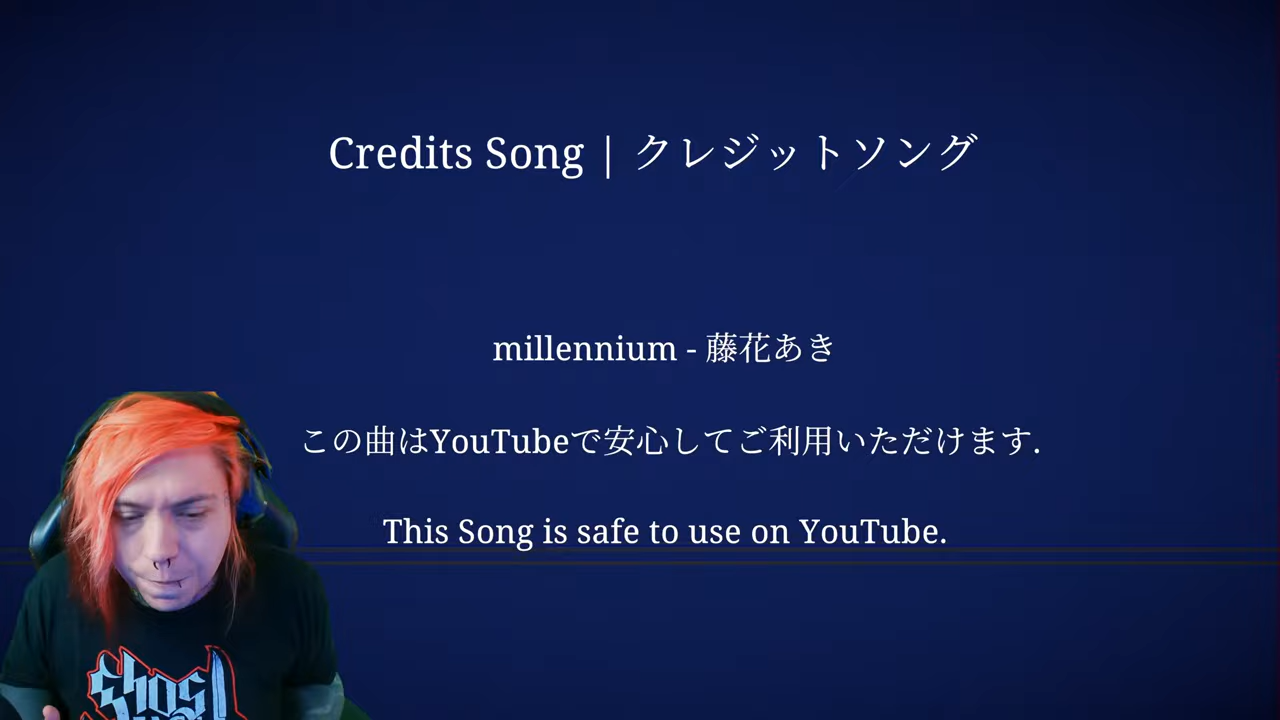 Credits Song | クレジットソング
millennium - 藤花あき
この曲はYouTubeで安心してご利用いただけます.
This Song is safe to use on YouTube.
Ghost